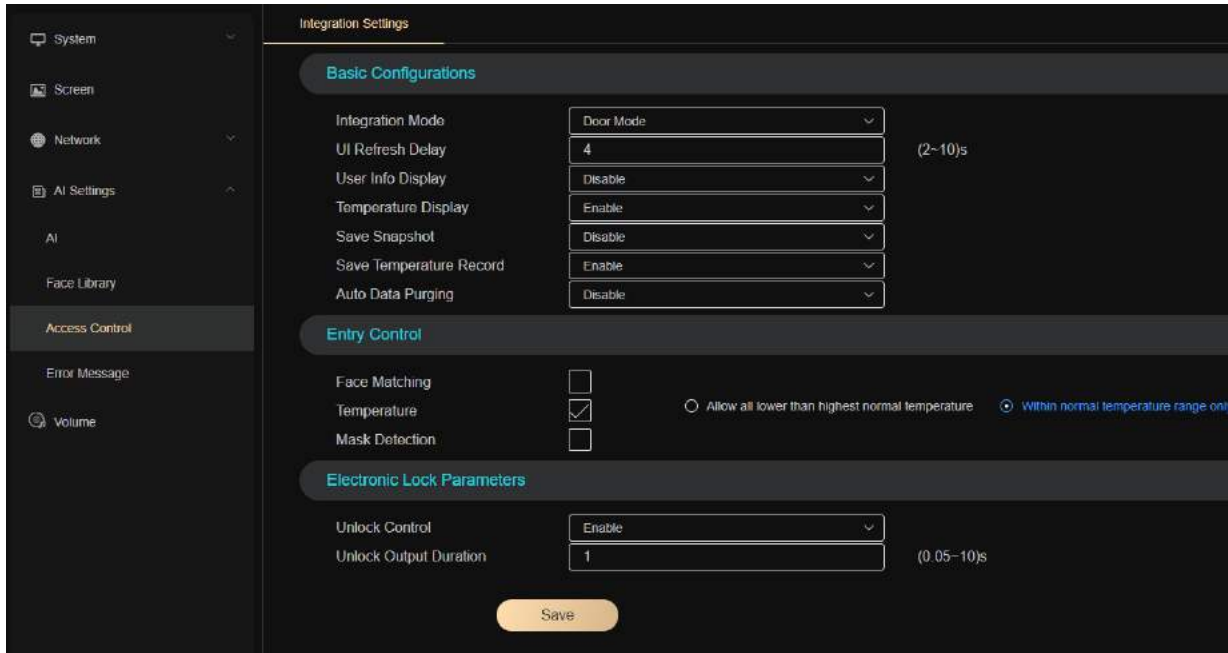 System
Screen
Network
AI Settings
AI
Face Library
Access Control
Error Message
Volume
Integration Settings
Basic Configurations
Integration Mode Door Mode
UI Refresh Delay 4 (2~10)s
User Info Display Disable
Temperature Display Enable
Save Snapshot Disable
Save Temperature Record Enable
Auto Data Purging Disable
Entry Control
Face Matching
Temperature Allow all lower than highest normal temperature Within normal temperature range onl
Mask Detection
Electronic Lock Parameters
Unlock Control Enable
Unlock Output Duration 1 (0.05~10)s
Save